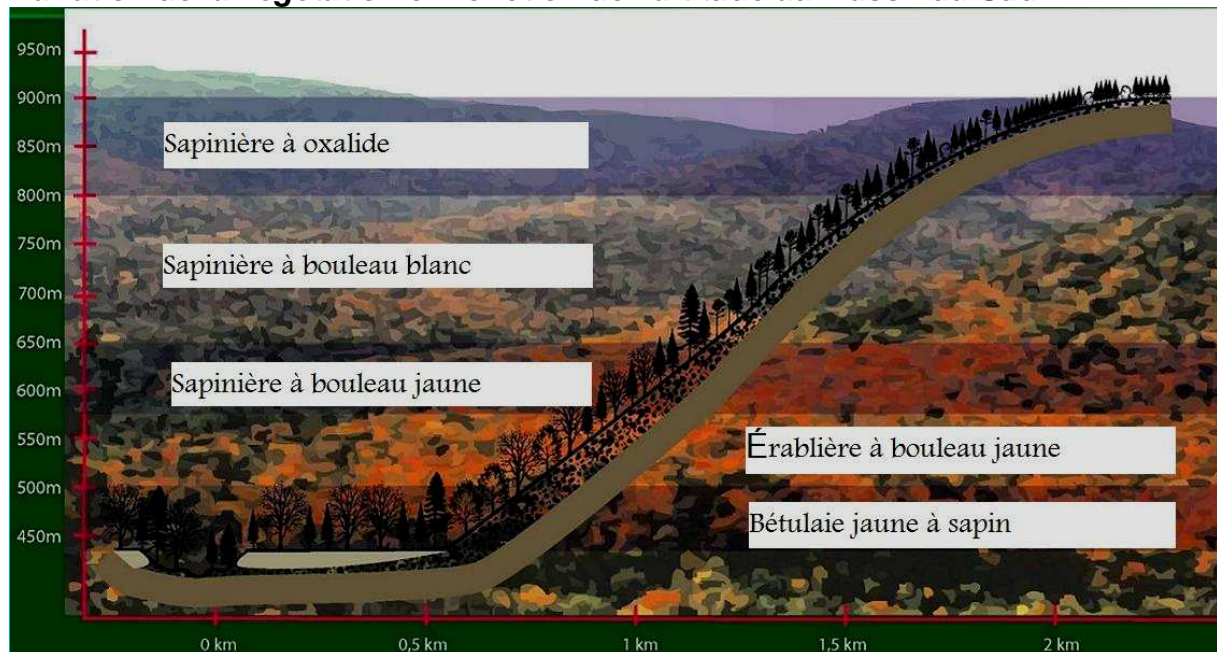 950m
900m
850m
800m
750m
700m
650m
600m
550m
500m
450m
Sapinière à oxalide
Sapinière à bouleau blanc
Sapinière à bouleau jaune
Érablière à bouleau jaune
Bétulaie jaune à sapin
0 km
0,5 km
1 km
1,5 km
2 km